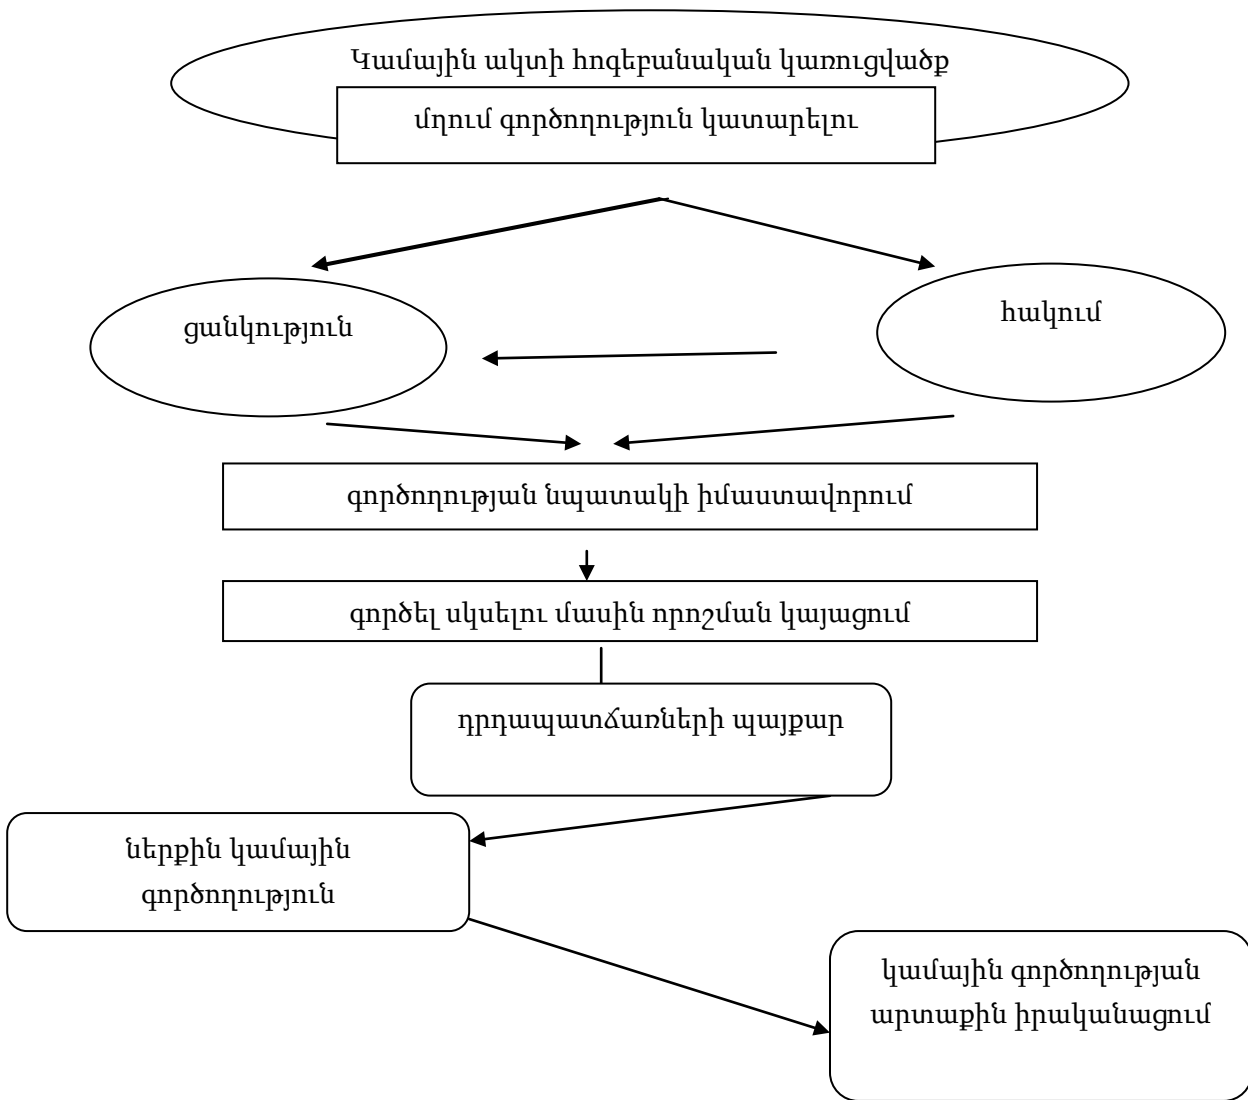 Կամային ակտի հոգեբանական կառուցվածք
մղում գործողություն կատարելու
ցանկություն
հակում
գործողության նպատակի իմաստավորում
գործել սկսելու մասին որոշման կայացում
դրդապատճառների պայքար
ներքին կամային
գործողություն
կամային գործողության
արտաքին իրականացում